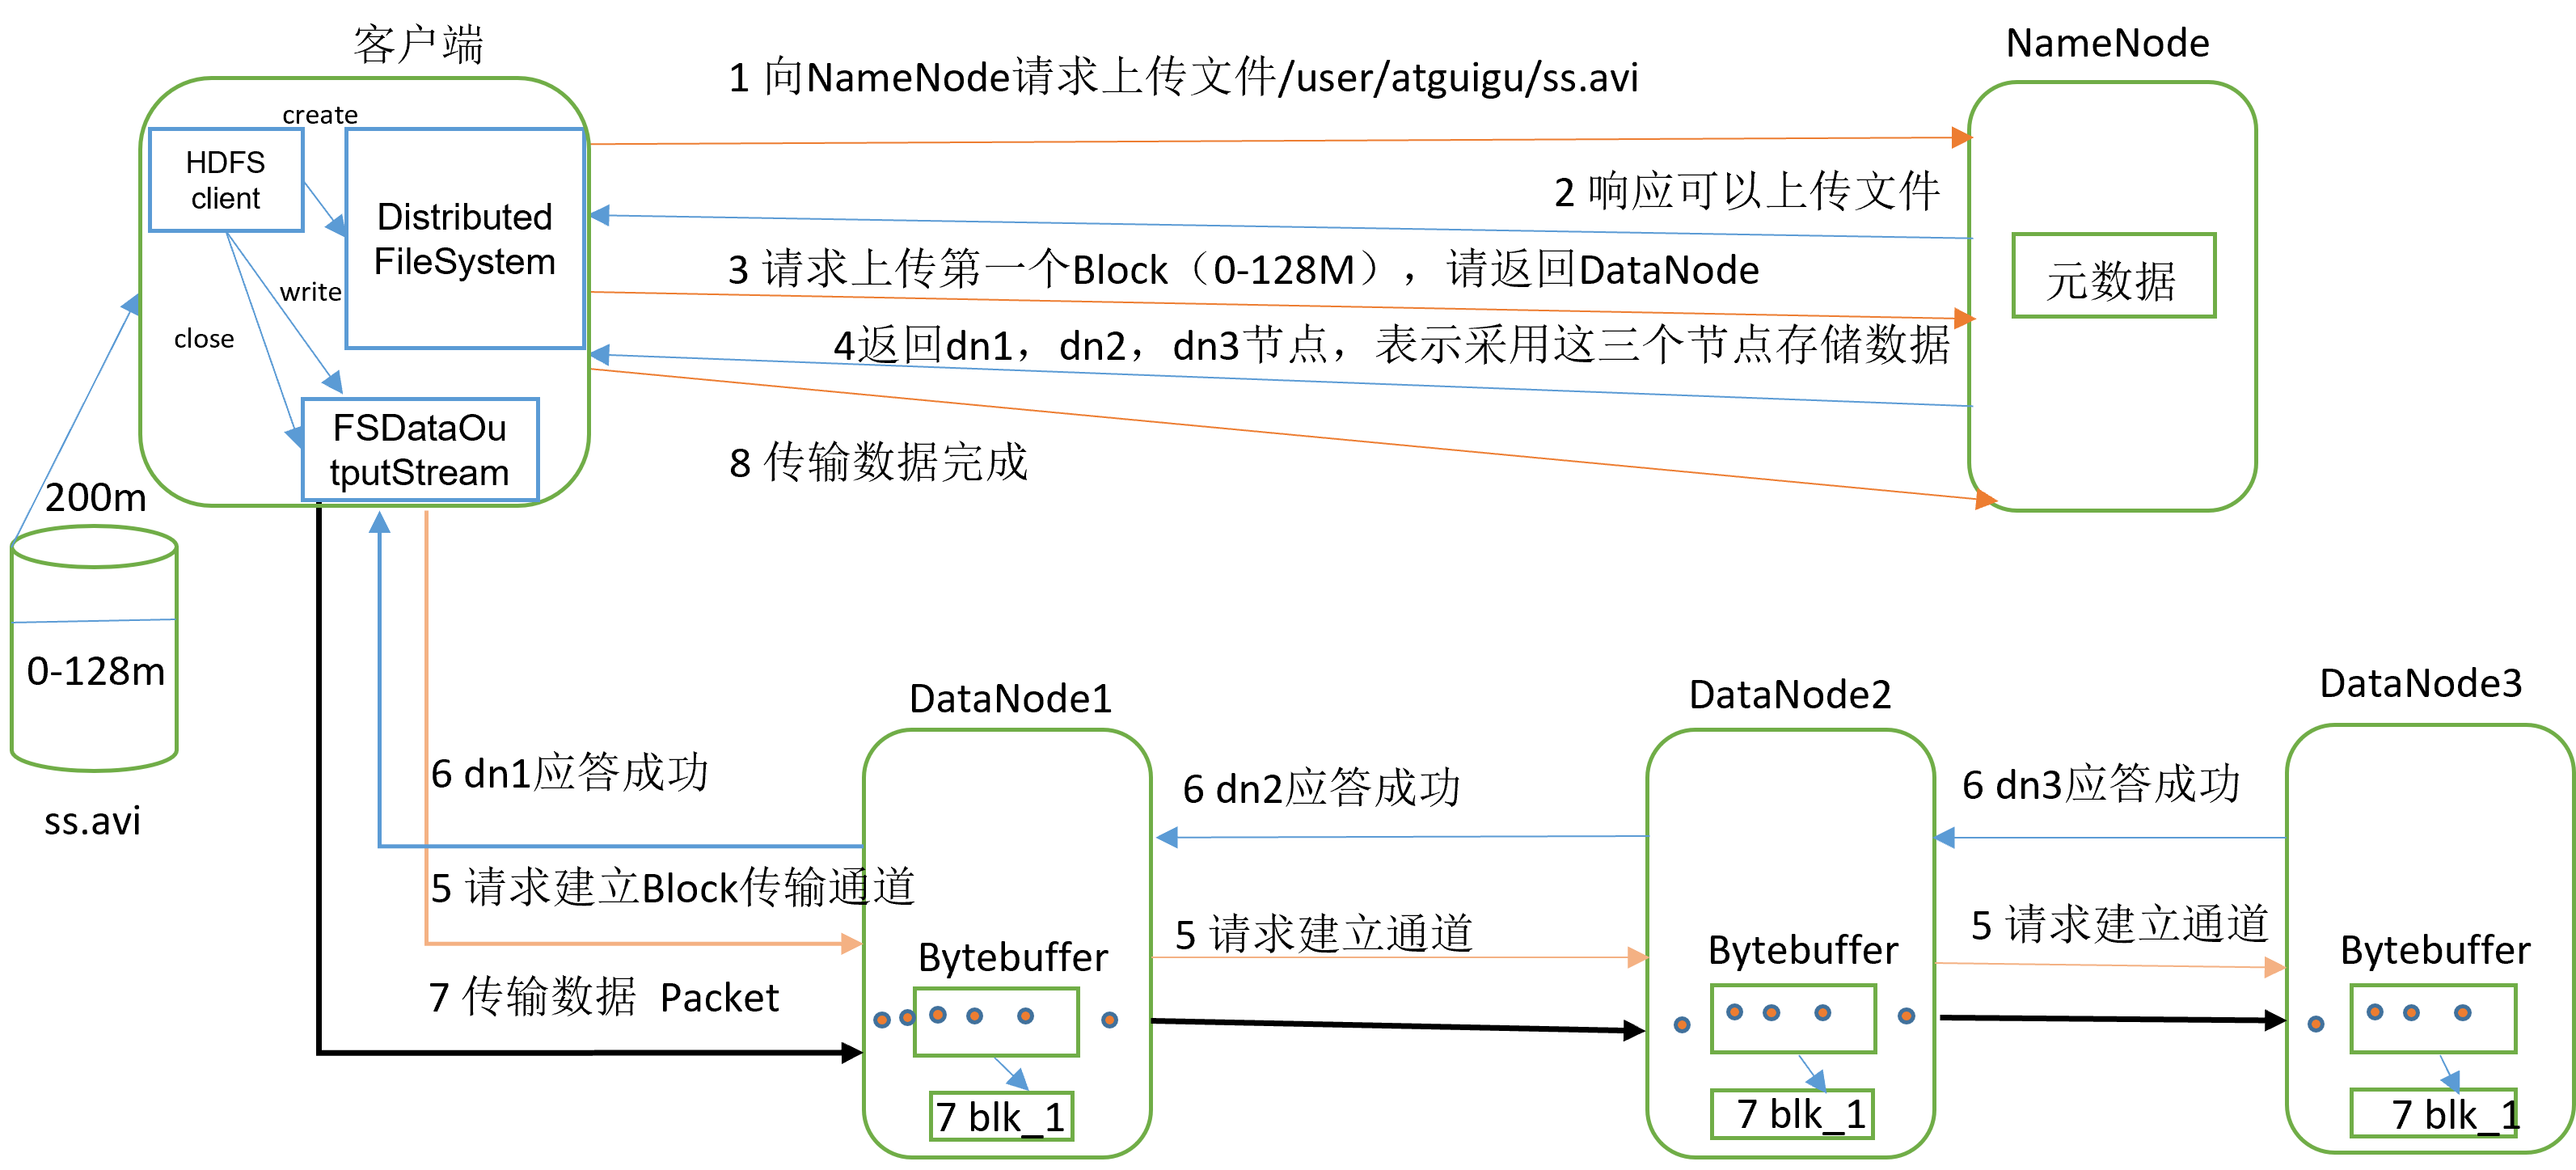 客户端
NameNode
1 向NameNode请求上传文件/user/atguigu/ss.avi
create
HDFS
client
Distributed
FileSystem
2 响应可以上传文件
3 请求上传第一个Block（0-128M），请返回DataNode
元数据
write
close
4返回dn1，dn2，dn3节点，表示采用这三个节点存储数据
FSDataOu
tputStream
8 传输数据完成
200m
0-128m
ss.avi
DataNode1
DataNode2
DataNode3
6 dn1应答成功
6 dn2应答成功
6 dn3应答成功
5 请求建立Block传输通道
5 请求建立通道
5 请求建立通道
Bytebuffer
Bytebuffer
Bytebuffer
7 传输数据 Packet
7 blk_1
7 blk_1
7 blk_1